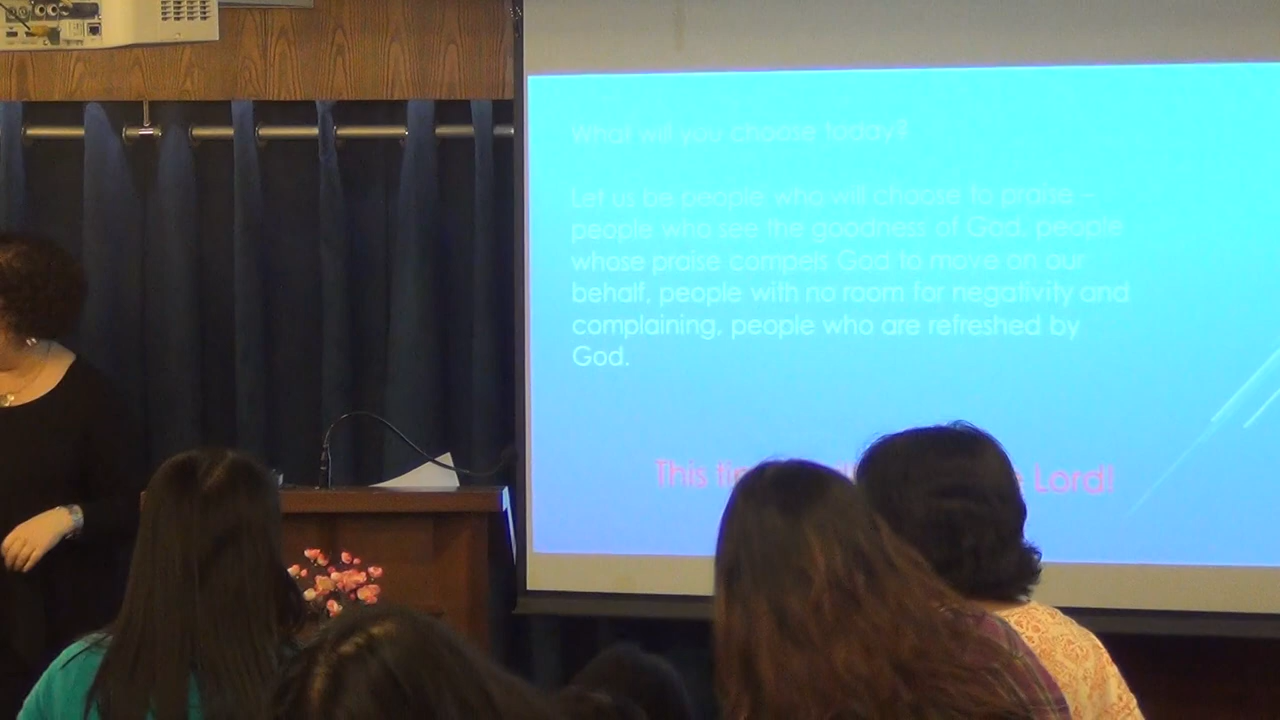 What will you choose today?
Let us be people who will choose to praise –
people who see the goodness of God, people
whose praise compels God to move on our
behalf, people with no room for negativity and
complaining, people who are refreshed by
God.
This Lord!